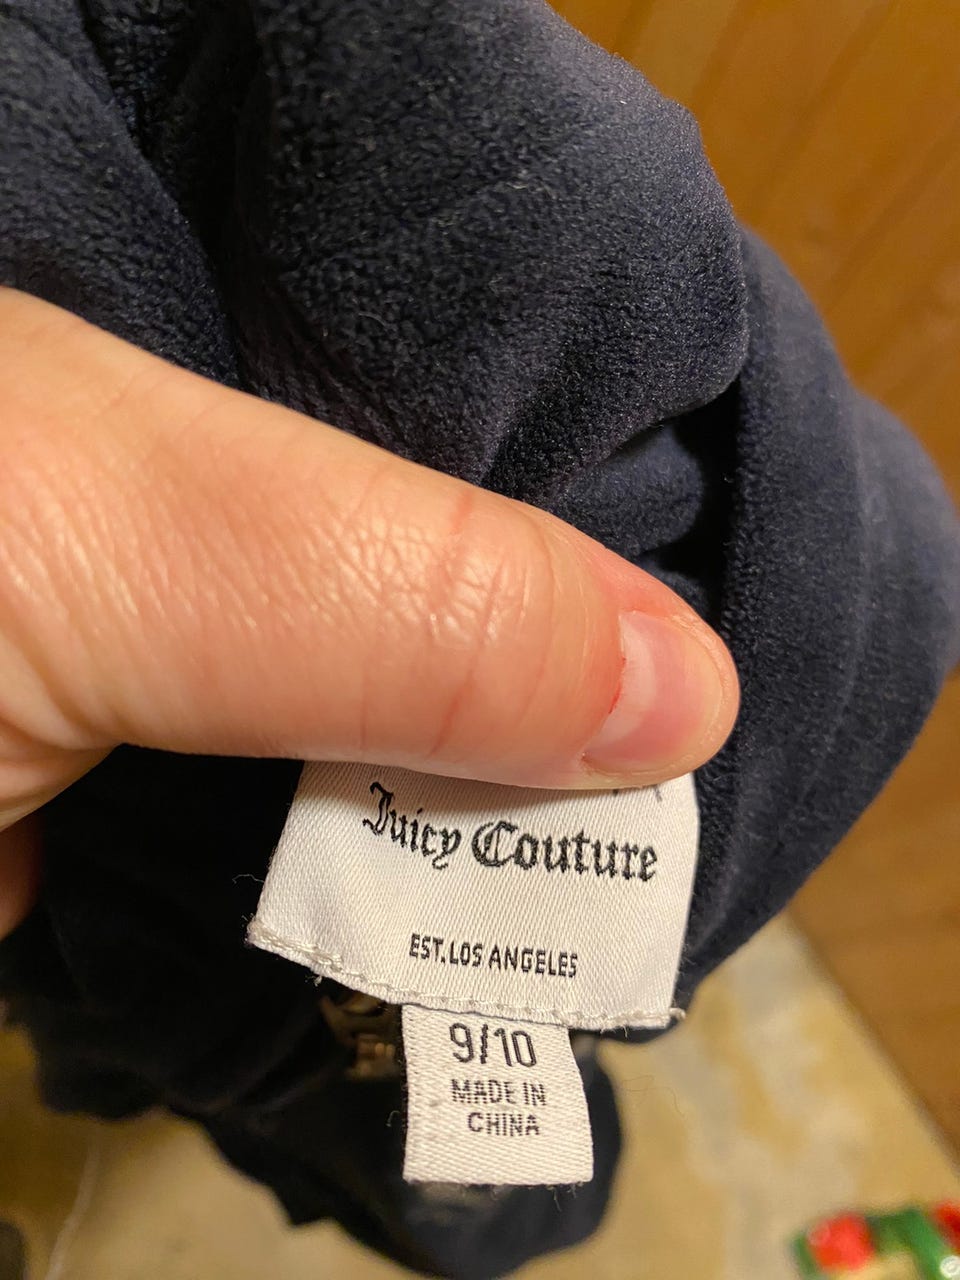 Juicy Couture
EST. LOS ANGELES
9/10
MADE IN
CHINA